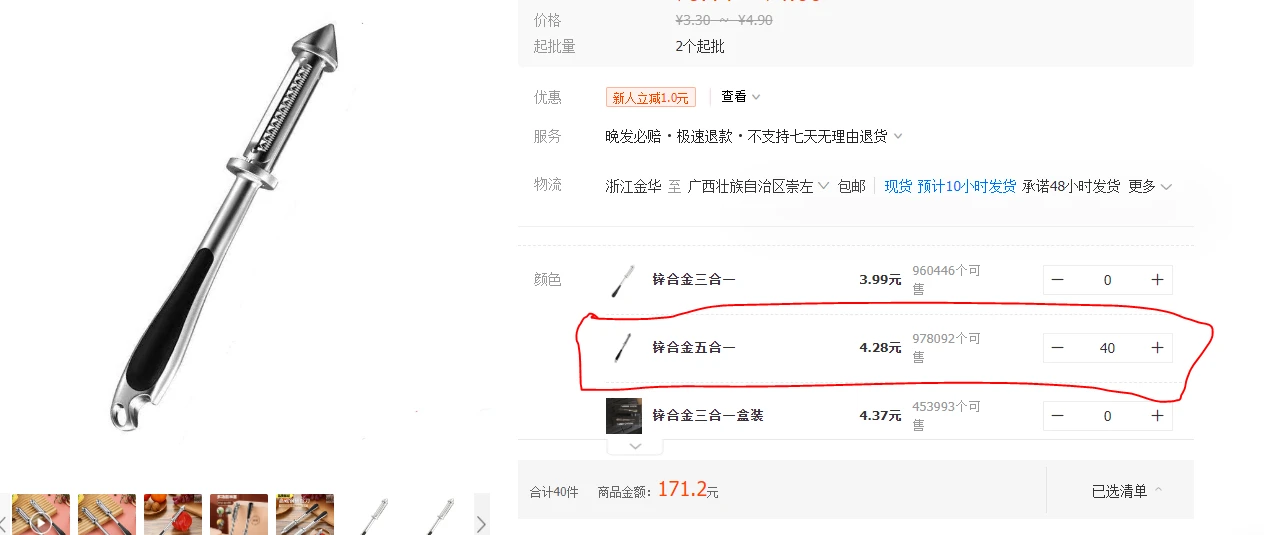 价格
¥3.30 ~ ¥4.90
起批量
2个起批
优惠
新人立减1.0元
查看
服务
晚发必赔·极速退款·不支持七天无理由退货
物流
浙江金华 至 广西壮族自治区崇左 包邮 现货 预计10小时发货 承诺48小时发货 更多
颜色
锌合金三合一 3.99元 960446个可售 0
锌合金五合一 4.28元 978092个可售 40
锌合金三合一盒装 4.37元 453993个可售 0
合计40件 商品金额: 171.2元 已选清单